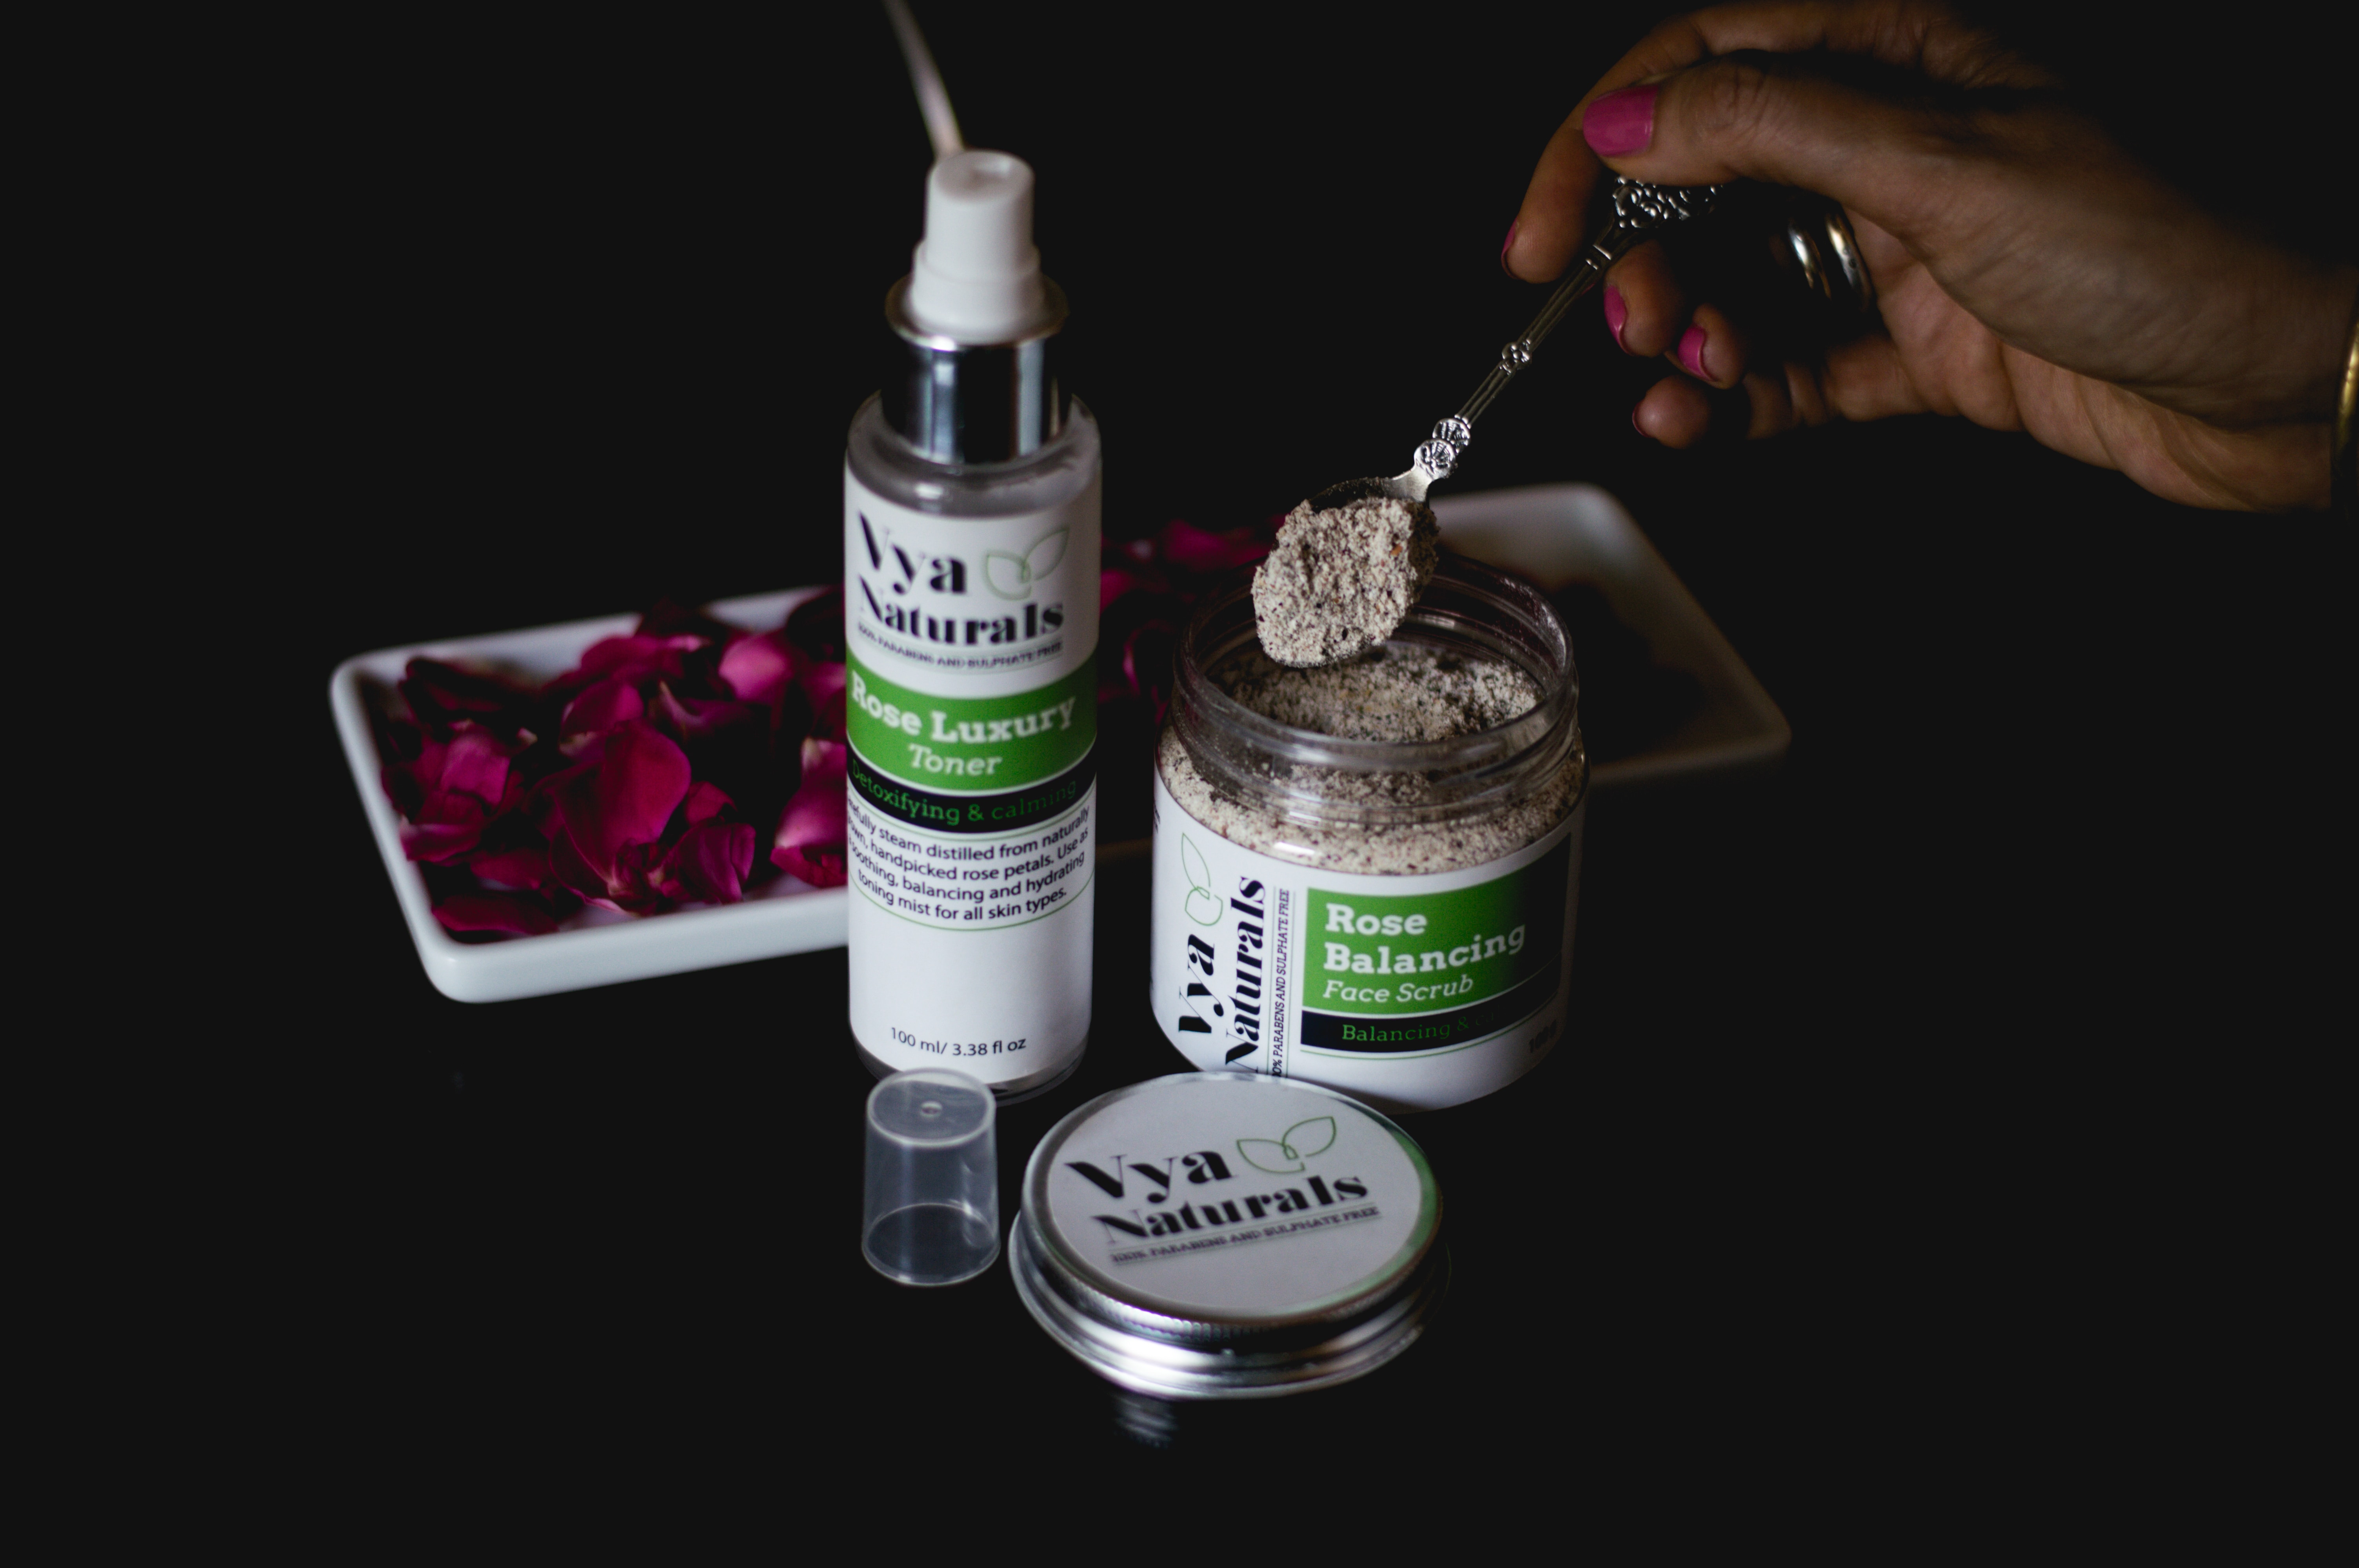 Vya
Naturals
100% PARABENS AND SULPHATE FREE
Rose Luxury
Toner
Detoxifying & calming
steam distilled from naturally
handpicked rose petals. Use as
soothing, balancing and hydrating
toning mist for all skin types.
100 ml/ 3.38 fl oz
Vya
Naturals
100% PARABENS AND SULPHATE FREE
Rose
Balancing
Face Scrub
Balancing &
Vya
Naturals
100% PARABENS AND SULPHATE FREE